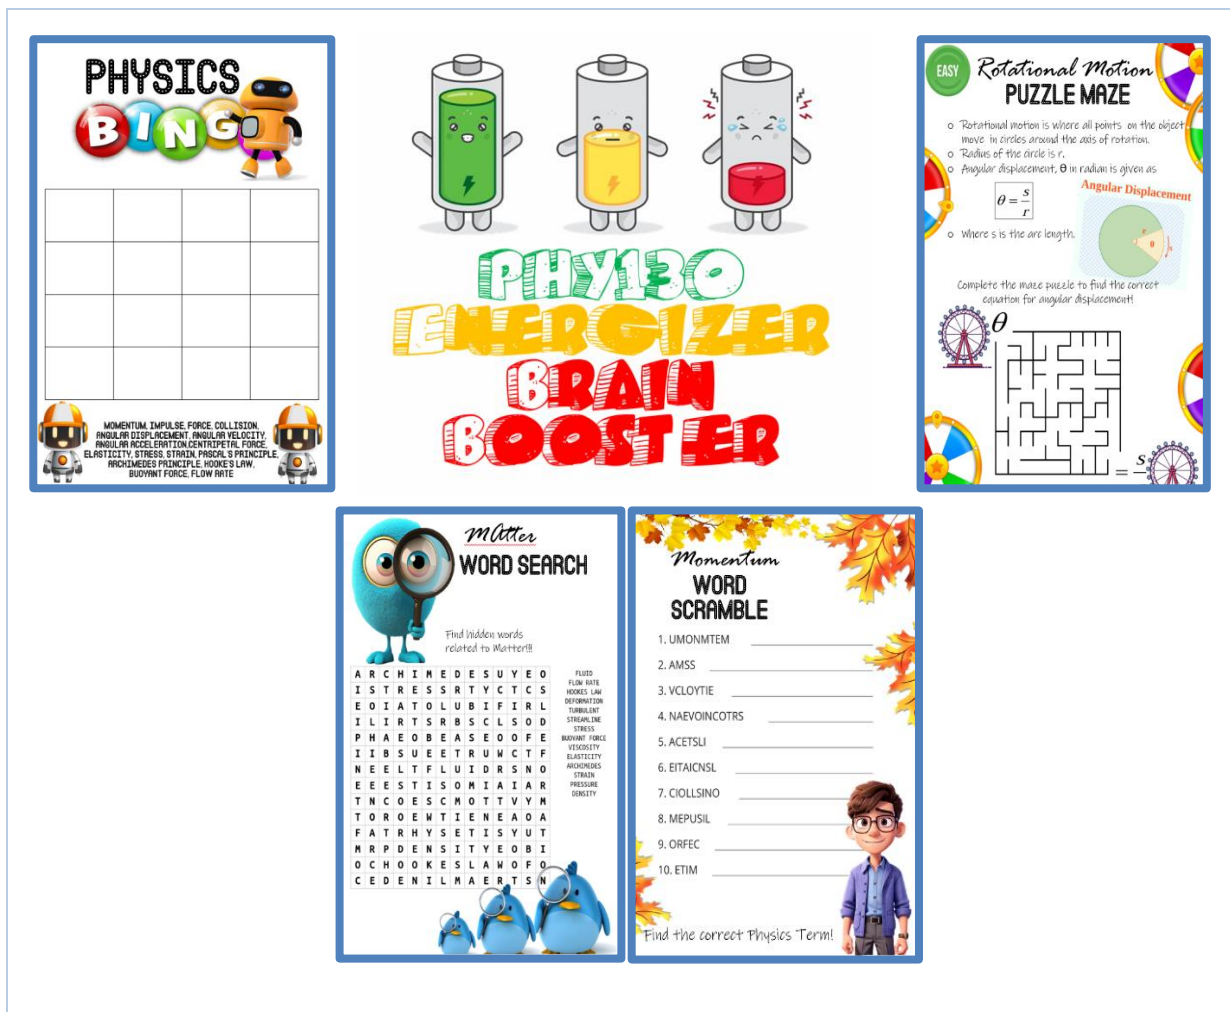 PHYSICS
BING
MOMENTUM, IMPULSE, FORCE, COLLISION,
ANGULAR DISPLACEMENT, ANGULAR VELOCITY,
ANGULAR ACCELERATION,CENTRIPETAL FORCE,
ELASTICITY, STRESS, STRAIN, PASCAL'S PRINCIPLE,
ARCHIMEDES PRINCIPLE, HOOKE'S LAW,
BUOYANT FORCE, FLOW RATE
PHY130
ENERGIZER
BRAIN
BOOSTER
EASY
Rotational Motion
PUZZLE MAZE
o Rotational motion is where all points on the object
move in circles around the axis of rotation.
o Radius of the circle is r.
o Angular displacement, θ in radian is given as
θ = s/r
Angular Displacement
r
θ
s
o Where s is the arc length.
Complete the maze puzzle to find the correct
equation for angular displacement!
θ
= s
Matter
WORD SEARCH
Find hidden words
related to Matter!!!
A R C H I M E D E S U Y E O
I S T R E S S R T Y C T C S
E O I A T O L U B I F I R L
I L I R T S R B S C L S O D
P H A E O B E A S E O O F E
I I B S U E E T R U W C T F
N E E L T F L U I D R S N O
E E E S T I S O M I A I A R
T N C O E S C M O T T V Y M
T O R O E W T I E N E A O A
F A T R H Y S E T I S Y U T
M R P D E N S I T Y E O B I
O C H O O K E S L A W O F O
C E D E N I L M A E R T S N
FLUID
FLOW RATE
HOOKES LAW
DEFORMATION
TURBULENT
STREAMLINE
STRESS
BUOYANT FORCE
VISCOSITY
ELASTICITY
ARCHIMEDES
STRAIN
PRESSURE
DENSITY
Momentum
WORD
SCRAMBLE
1. UMONMTEM
2. AMSS
3. VCLOYTIE
4. NAEVOINCOTRS
5. ACETSLI
6. EITAICNSL
7. CIOLLSINO
8. MEPUSIL
9. ORFEC
10. ETIM
Find the correct Physics Term!